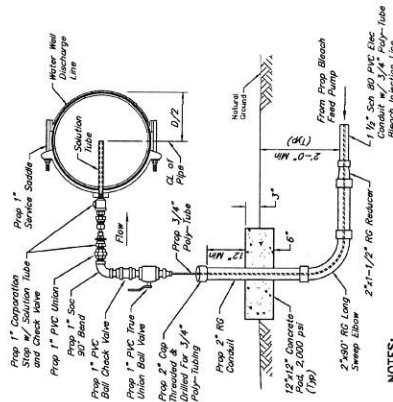 Prop 1" Corporation
Stop w/ Solution Tube
and Check Valve
Prop 1" PVC Union
Prop 1" Soc
90 Bend
Prop 1" PVC
Ball Check Valve
Prop 1" PVC True
Union Ball Valve
Prop 2" Cap
Threaded &
Drilled For 3/4"
Poly-Tubing
Prop 2" RG
Conduit
12"x12" Concrete
Pad, 2,000 psi
(Typ)
NOTES:
Prop 1"
Service Saddle
Water Well
Discharge
Line
Solution
Tube
D/2
CL of
Pipe
Flow
Prop 3/4"
Poly-Tube
12" Min
3"
6"
Natural
Ground
2'-0" Min
(Typ)
From Prop Bleach
Feed Pump
1 1/2" Sch 80 PVC Elec
Conduit w/ 3/4" Poly-Tube
Bleach Injection Line
2"x1-1/2" RG Reducer
2"x90° RG Long
Sweep Elbow